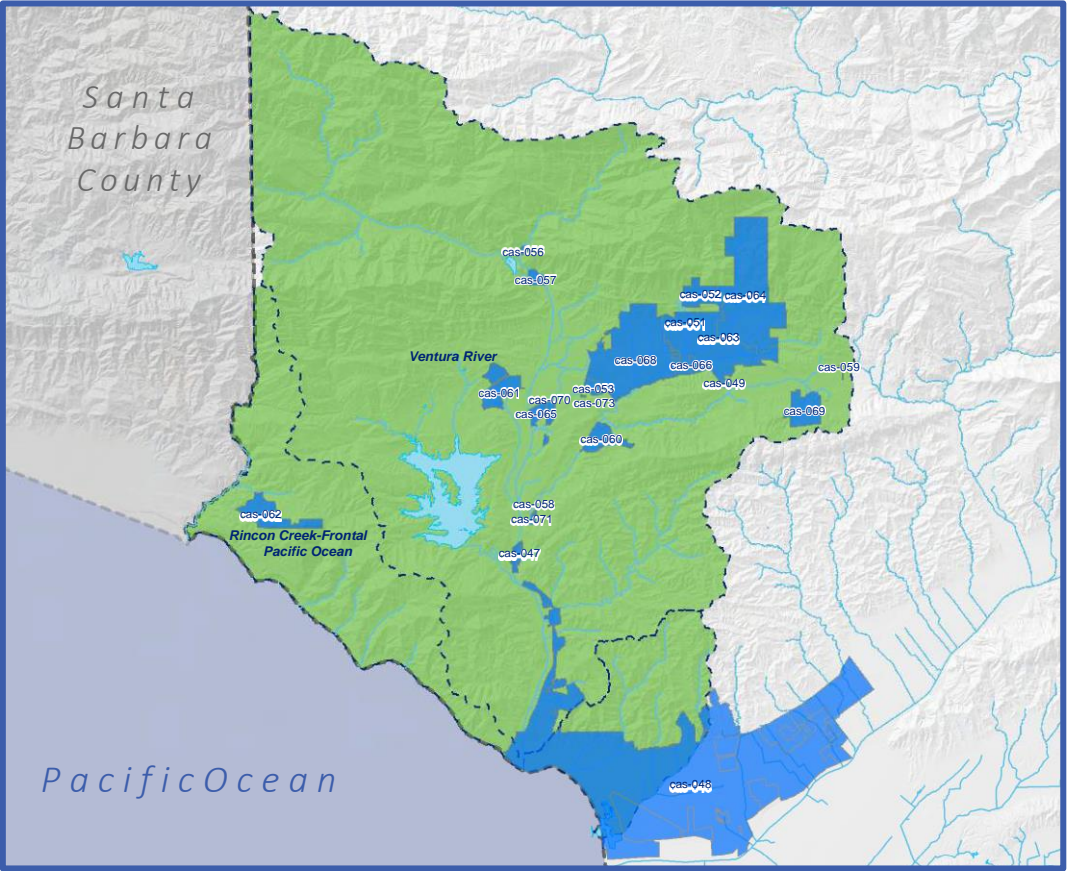 Santa
Barbara
County
cas-056
cas-057
cas-052
cas-064
cas-051
cas-063
Ventura River
cas-068
cas-066
cas-059
cas-049
cas-061
cas-053
cas-070
cas-073
cas-065
cas-069
cas-060
cas-058
cas-062
cas-071
Rincon Creek-Frontal
Pacific Ocean
cas-047
PacificOcean
cas-048